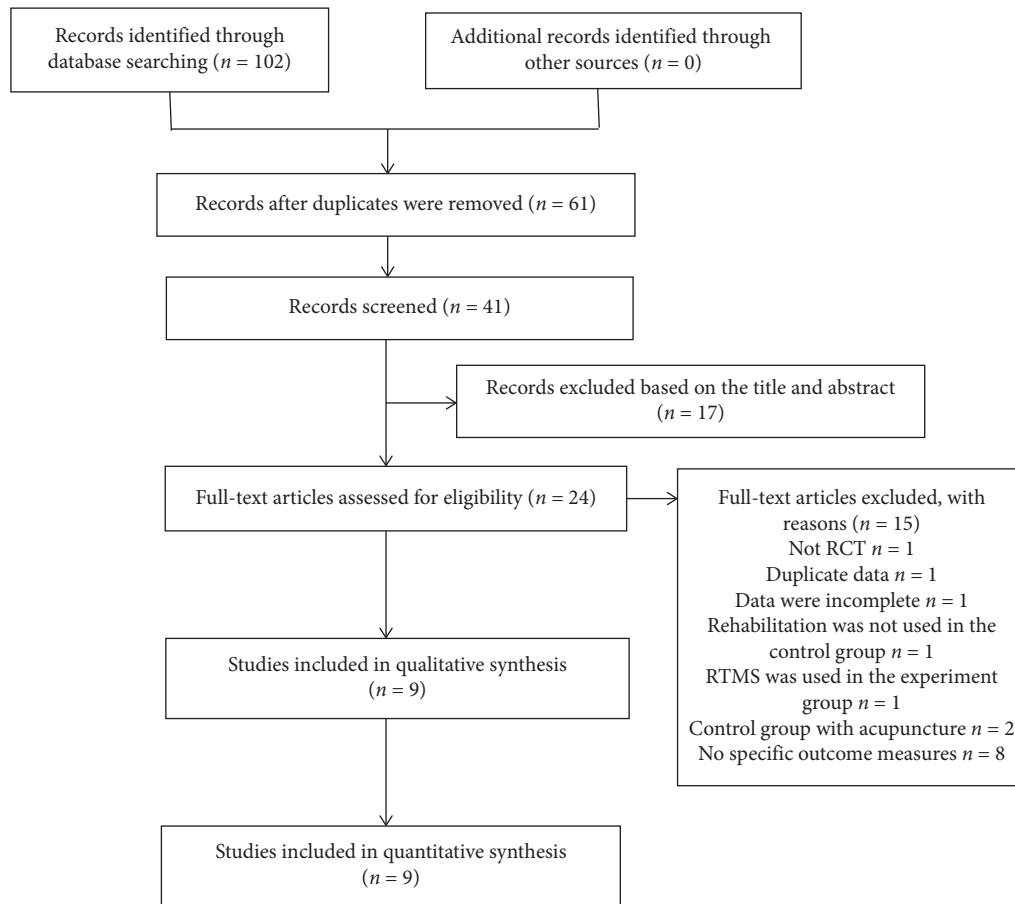 Records identified through
database searching (n = 102)
Additional records identified through
other sources (n = 0)
Records after duplicates were removed (n = 61)
Records screened (n = 41)
Records excluded based on the title and abstract
(n = 17)
Full-text articles assessed for eligibility (n = 24)
Full-text articles excluded, with
reasons (n = 15)
Not RCT n = 1
Duplicate data n = 1
Data were incomplete n = 1
Rehabilitation was not used in the
control group n = 1
RTMS was used in the experiment
group n = 1
Control group with acupuncture n = 2
No specific outcome measures n = 8
Studies included in qualitative synthesis
(n = 9)
Studies included in quantitative synthesis
(n = 9)